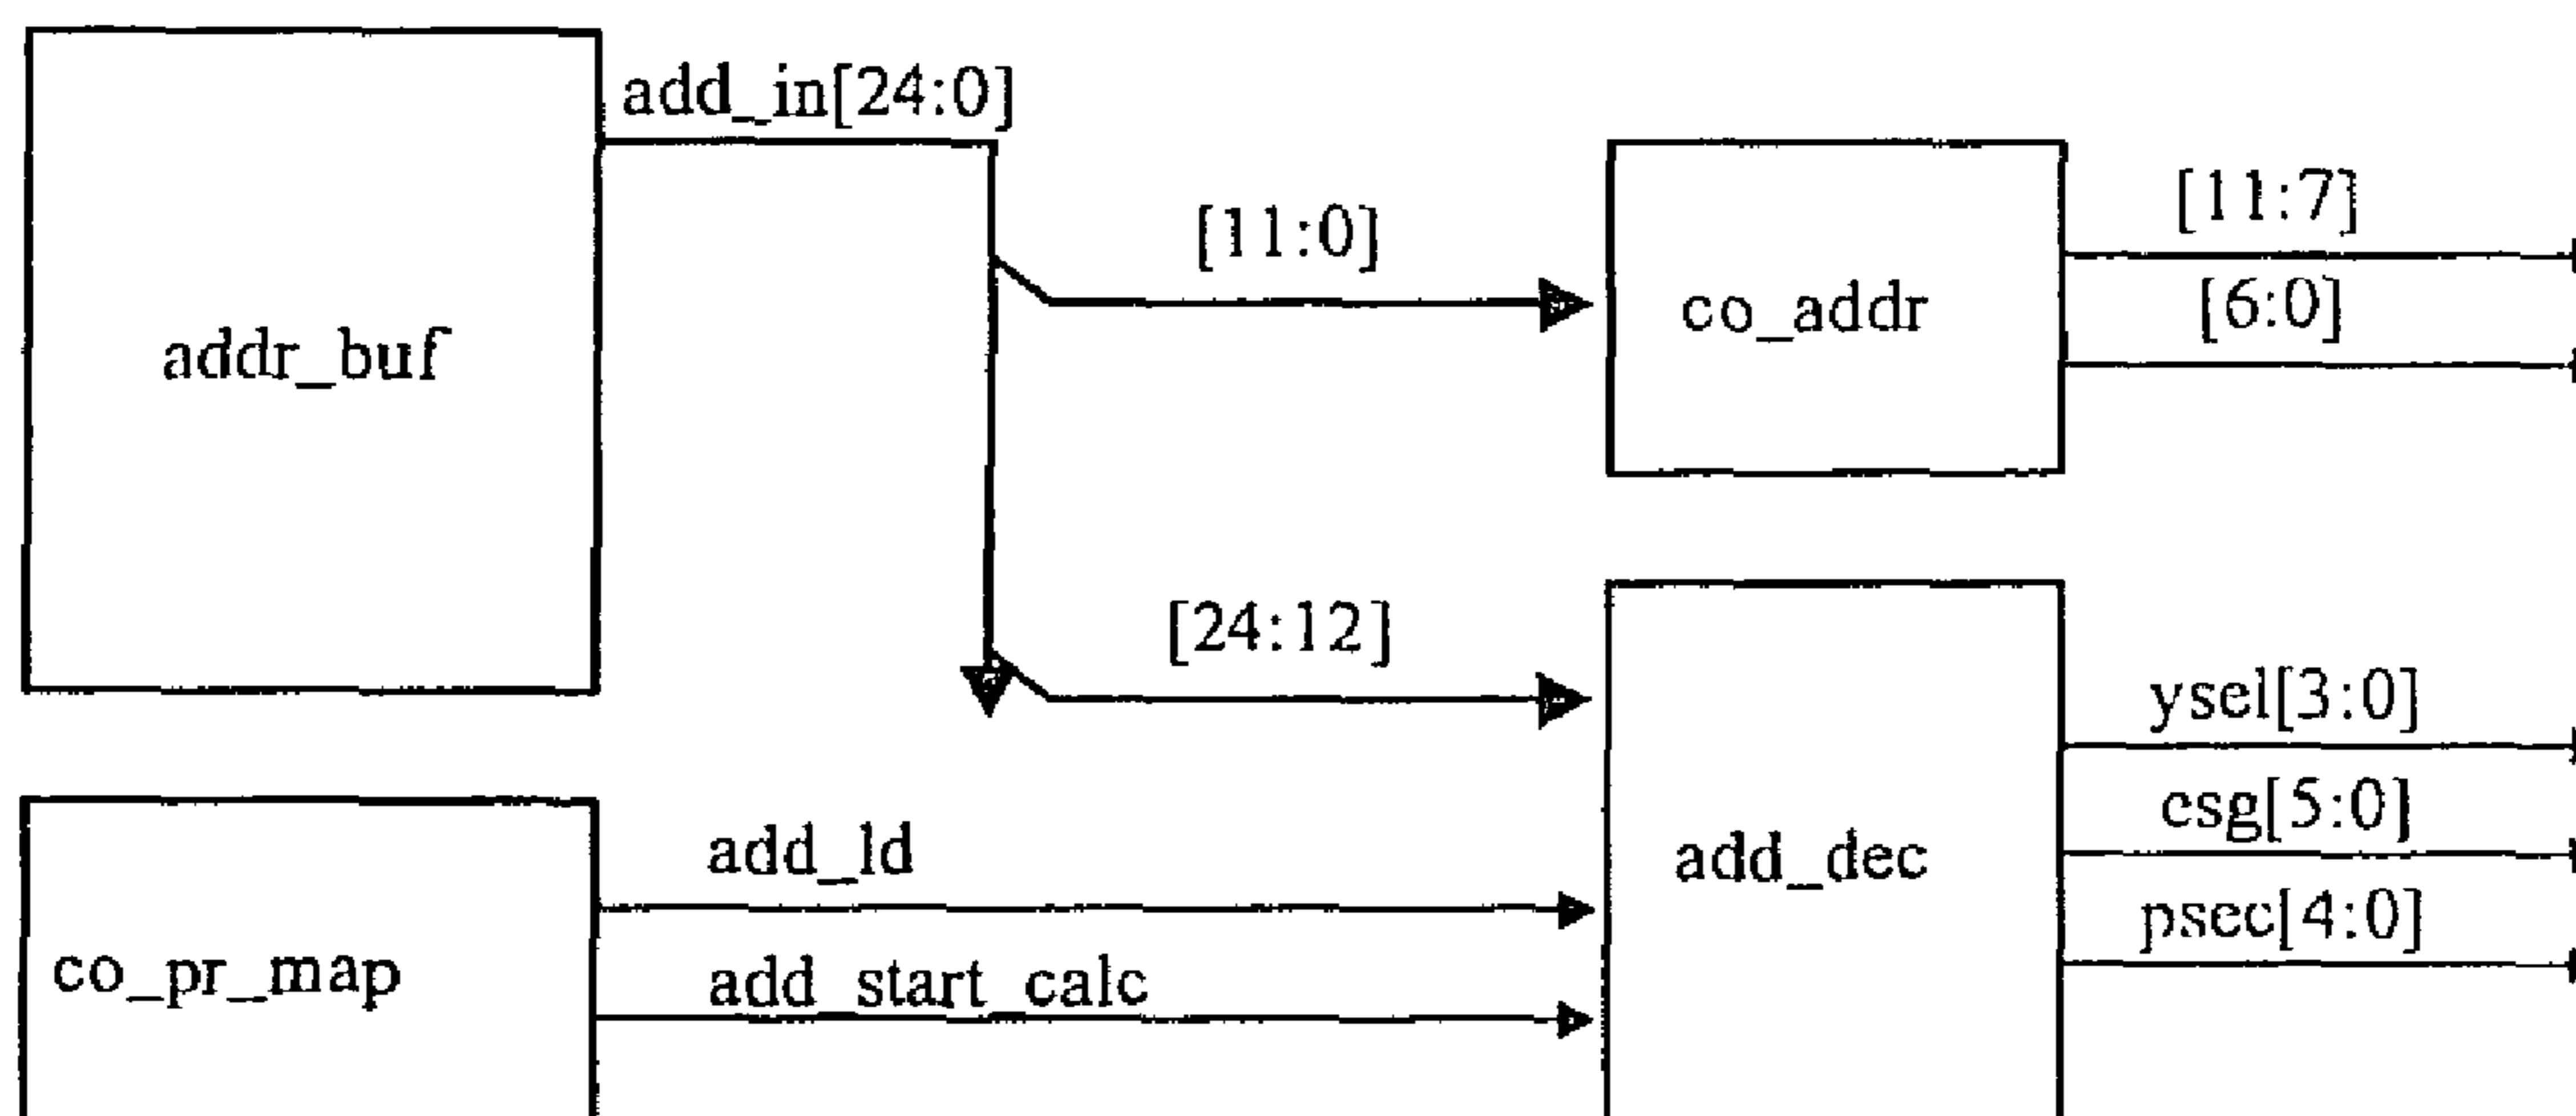 add_in[24:0]
addr_buf
[11:0]
co_addr
[11:7]
[6:0]
[24:12]
add_dec
ysel[3:0]
csg[5:0]
psec[4:0]
co_pr_map
add_ld
add_start_calc